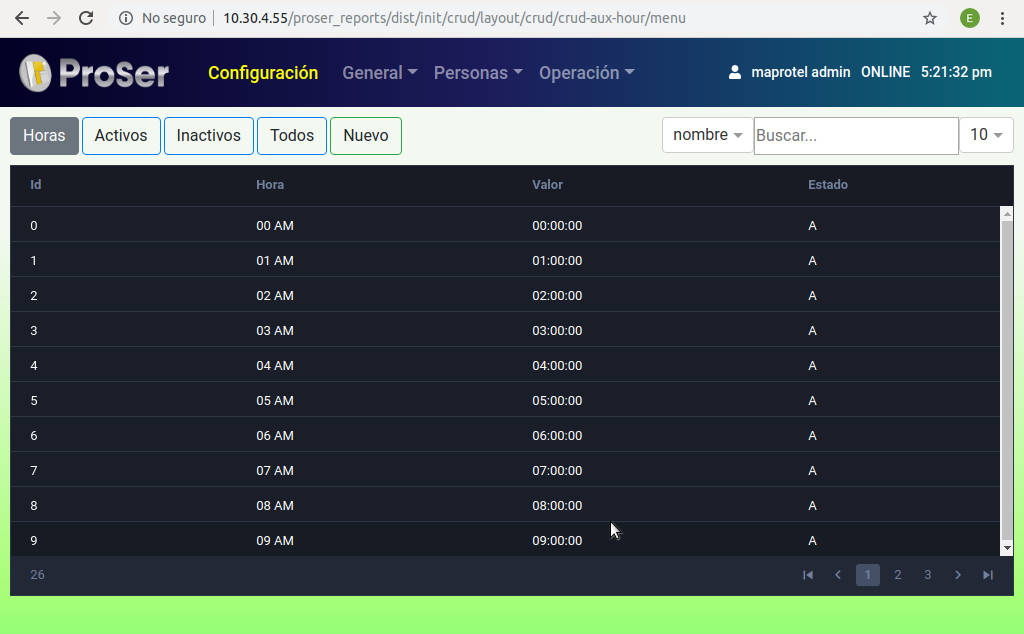 No seguro 10.30.4.55/proser_reports/dist/init/crud/layout/crud/crud-aux-hour/menu E
ProSer Configuración General Personas Operación maprotel admin ONLINE 5:21:32 pm
Horas Activos Inactivos Todos Nuevo nombre Buscar... 10
Id Hora Valor Estado
0 00 AM 00:00:00 A
1 01 AM 01:00:00 A
2 02 AM 02:00:00 A
3 03 AM 03:00:00 A
4 04 AM 04:00:00 A
5 05 AM 05:00:00 A
6 06 AM 06:00:00 A
7 07 AM 07:00:00 A
8 08 AM 08:00:00 A
9 09 AM 09:00:00 A
26 1 2 3